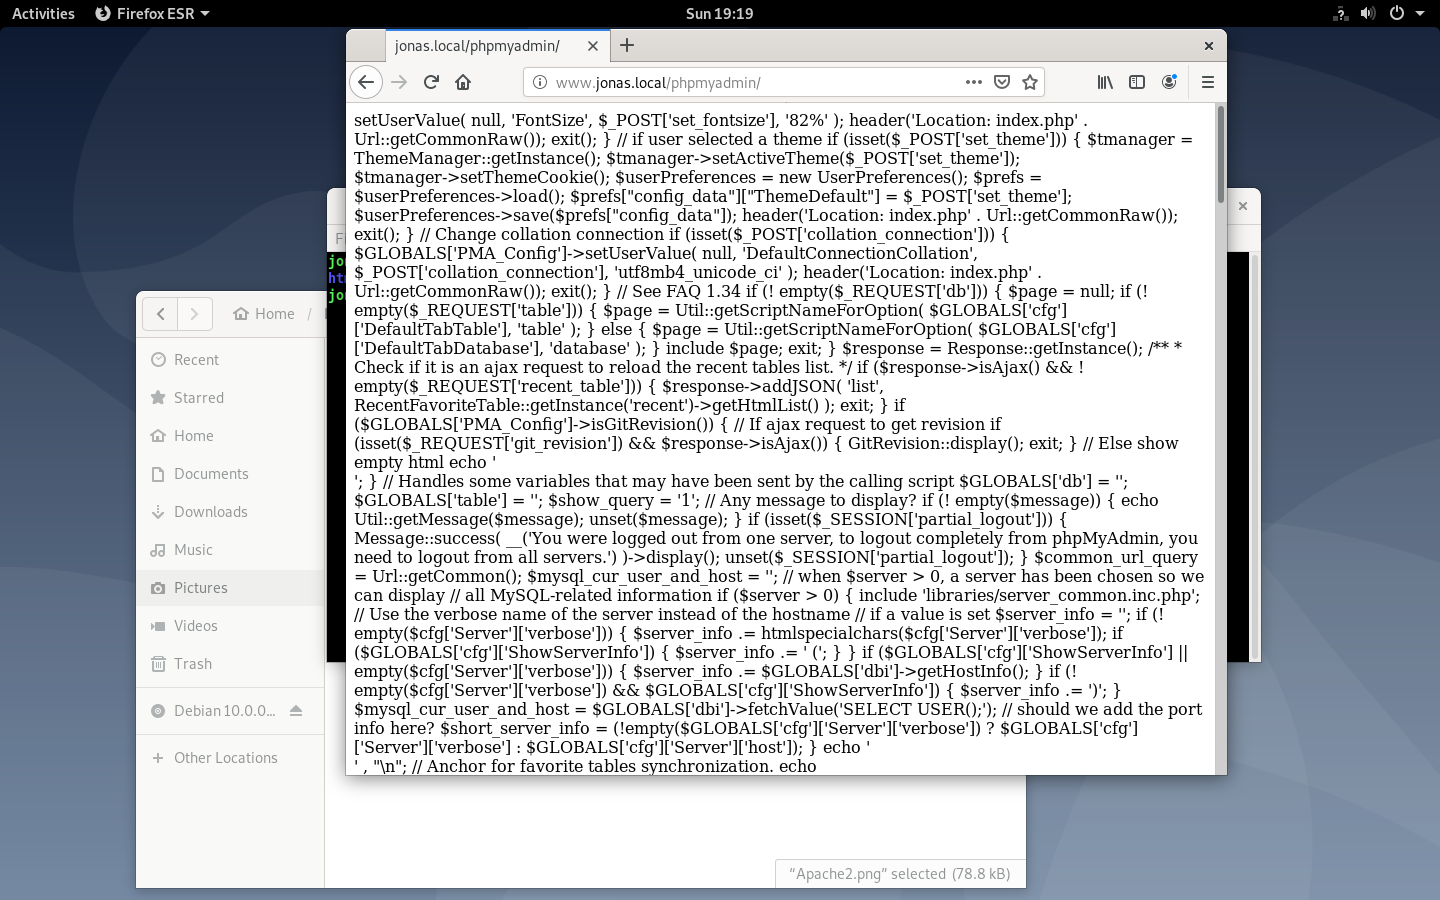 Activities
Firefox ESR
Sun 19:19
jonas.local/phpmyadmin/
www.jonas.local/phpmyadmin/
setUserValue( null, 'FontSize', $_POST['set_fontsize'], '82%' ); header('Location: index.php' .
Url::getCommonRaw()); exit(); } // if user selected a theme if (isset($_POST['set_theme'])) { $tmanager =
ThemeManager::getInstance(); $tmanager->setActiveTheme($_POST['set_theme']);
$tmanager->setThemeCookie(); $userPreferences = new UserPreferences(); $prefs =
$userPreferences->load(); $prefs["config_data"]["ThemeDefault"] = $_POST['set_theme'];
$userPreferences->save($prefs["config_data"]); header('Location: index.php' . Url::getCommonRaw());
exit(); } // Change collation connection if (isset($_POST['collation_connection'])) {
$GLOBALS['PMA_Config']->setUserValue( null, 'DefaultConnectionCollation',
$_POST['collation_connection'], 'utf8mb4_unicode_ci' ); header('Location: index.php' .
Url::getCommonRaw()); exit(); } // See FAQ 1.34 if (! empty($_REQUEST['db'])) { $page = null; if (!
empty($_REQUEST['table'])) { $page = Util::getScriptNameForOption( $GLOBALS['cfg']
['DefaultTabTable'], 'table' ); } else { $page = Util::getScriptNameForOption( $GLOBALS['cfg']
['DefaultTabDatabase'], 'database' ); } include $page; exit; } $response = Response::getInstance(); /** *
Check if it is an ajax request to reload the recent tables list. */ if ($response->isAjax() && !
empty($_REQUEST['recent_table'])) { $response->addJSON( 'list',
RecentFavoriteTable::getInstance('recent')->getHtmlList() ); exit; } if
($GLOBALS['PMA_Config']->isGitRevision()) { // If ajax request to get revision if
(isset($_REQUEST['git_revision']) && $response->isAjax()) { GitRevision::display(); exit; } // Else show
empty html echo '
'; } // Handles some variables that may have been sent by the calling script $GLOBALS['db'] = '';
$GLOBALS['table'] = ''; $show_query = '1'; // Any message to display? if (! empty($message)) { echo
Util::getMessage($message); unset($message); } if (isset($_SESSION['partial_logout'])) {
Message::success( __('You were logged out from one server, to logout completely from phpMyAdmin, you
need to logout from all servers.') )->display(); unset($_SESSION['partial_logout']); } $common_url_query
= Url::getCommon(); $mysql_cur_user_and_host = ''; // when $server > 0, a server has been chosen so we
can display // all MySQL-related information if ($server > 0) { include 'libraries/server_common.inc.php';
// Use the verbose name of the server instead of the hostname // if a value is set $server_info = ''; if (!
empty($cfg['Server']['verbose'])) { $server_info .= htmlspecialchars($cfg['Server']['verbose']); if
($GLOBALS['cfg']['ShowServerInfo']) { $server_info .= ' ('; } } if ($GLOBALS['cfg']['ShowServerInfo'] ||
empty($cfg['Server']['verbose'])) { $server_info .= $GLOBALS['dbi']->getHostInfo(); } if (!
empty($cfg['Server']['verbose']) && $GLOBALS['cfg']['ShowServerInfo']) { $server_info .= ')'; }
$mysql_cur_user_and_host = $GLOBALS['dbi']->fetchValue('SELECT USER();'); // should we add the port
info here? $short_server_info = (!empty($GLOBALS['cfg']['Server']['verbose']) ? $GLOBALS['cfg']
['Server']['verbose'] : $GLOBALS['cfg']['Server']['host']); } echo '
' , "\n"; // Anchor for favorite tables synchronization. echo
Home /
Recent
Starred
Home
Documents
Downloads
Music
Pictures
Videos
Trash
Debian 10.0.0...
Other Locations
“Apache2.png” selected (78.8 kB)